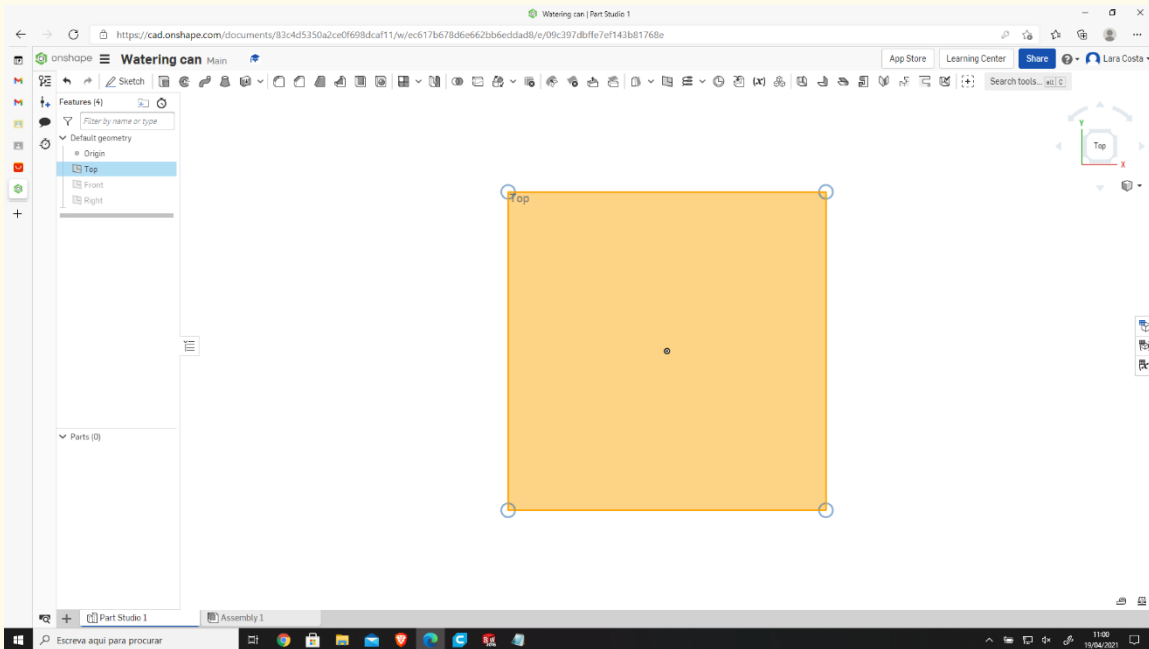 Watering can | Part Studio 1
https://cad.onshape.com/documents/83c4d5350a2ce0f698dcaf11/w/ec617b678d6e662bb6eddad8/e/09c397dbffe7ef143b81768e
onshape Watering can Main
App Store Learning Center Share Lara Costa
Sketch
Search tools... alt C
Features (4)
Filter by name or type
Default geometry
Origin
Top
Front
Right
Top
Y
Top
X
Parts (0)
Part Studio 1 Assembly 1
Escreva aqui para procurar
11:00
19/04/2021